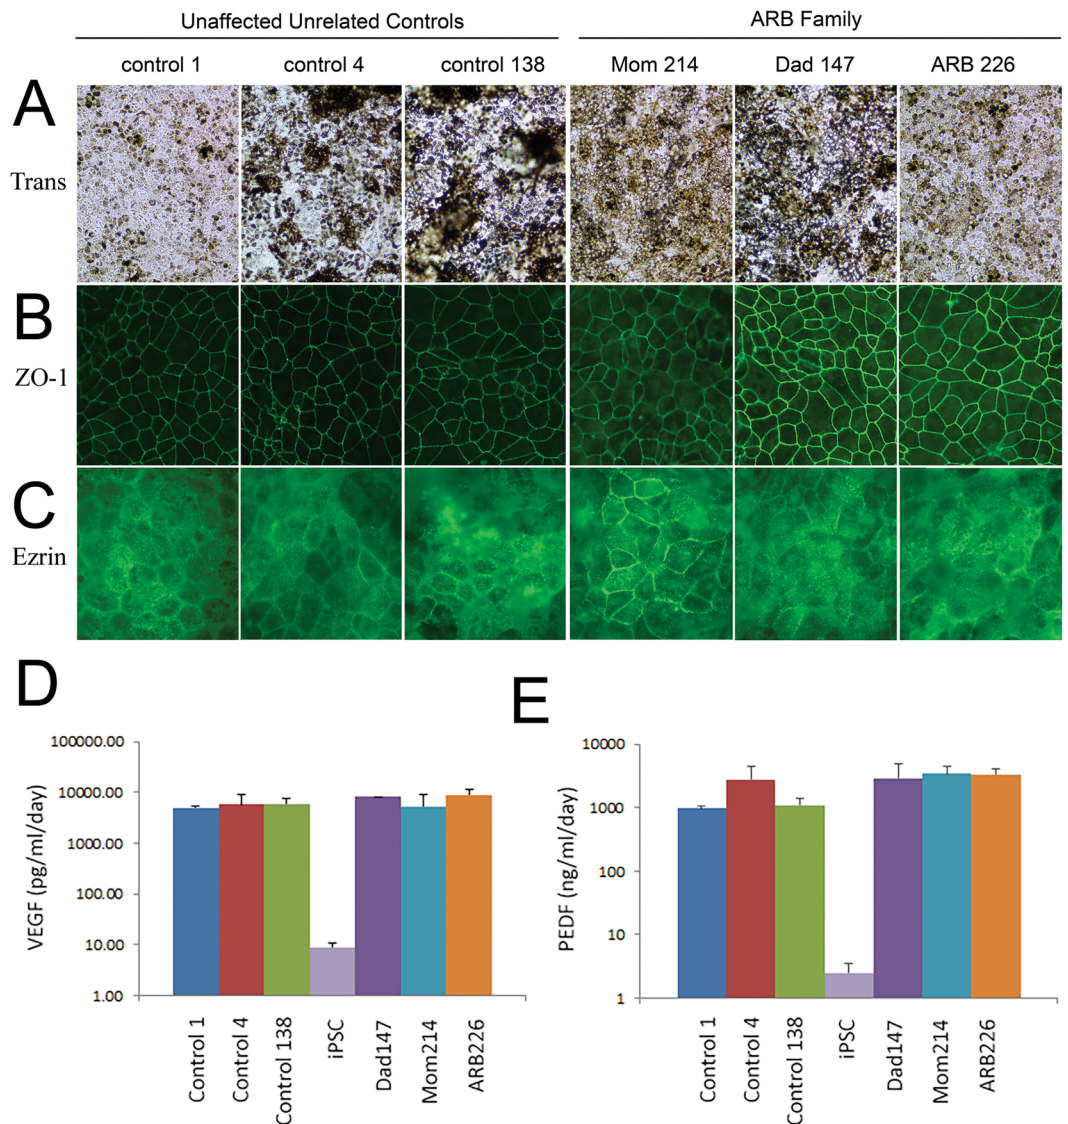 Unaffected Unrelated Controls ARB Family
control 1 control 4 control 138 Mom 214 Dad 147 ARB 226
A
Trans
B
ZO-1
C
Ezrin
D
VEGF (pg/ml/day)
100000.00
10000.00
1000.00
100.00
10.00
1.00
Control 1
Control 4
Control 138
iPSC
Dad147
Mom214
ARB226
E
PEDF (ng/ml/day)
10000
1000
100
10
1
Control 1
Control 4
Control 138
iPSC
Dad147
Mom214
ARB226